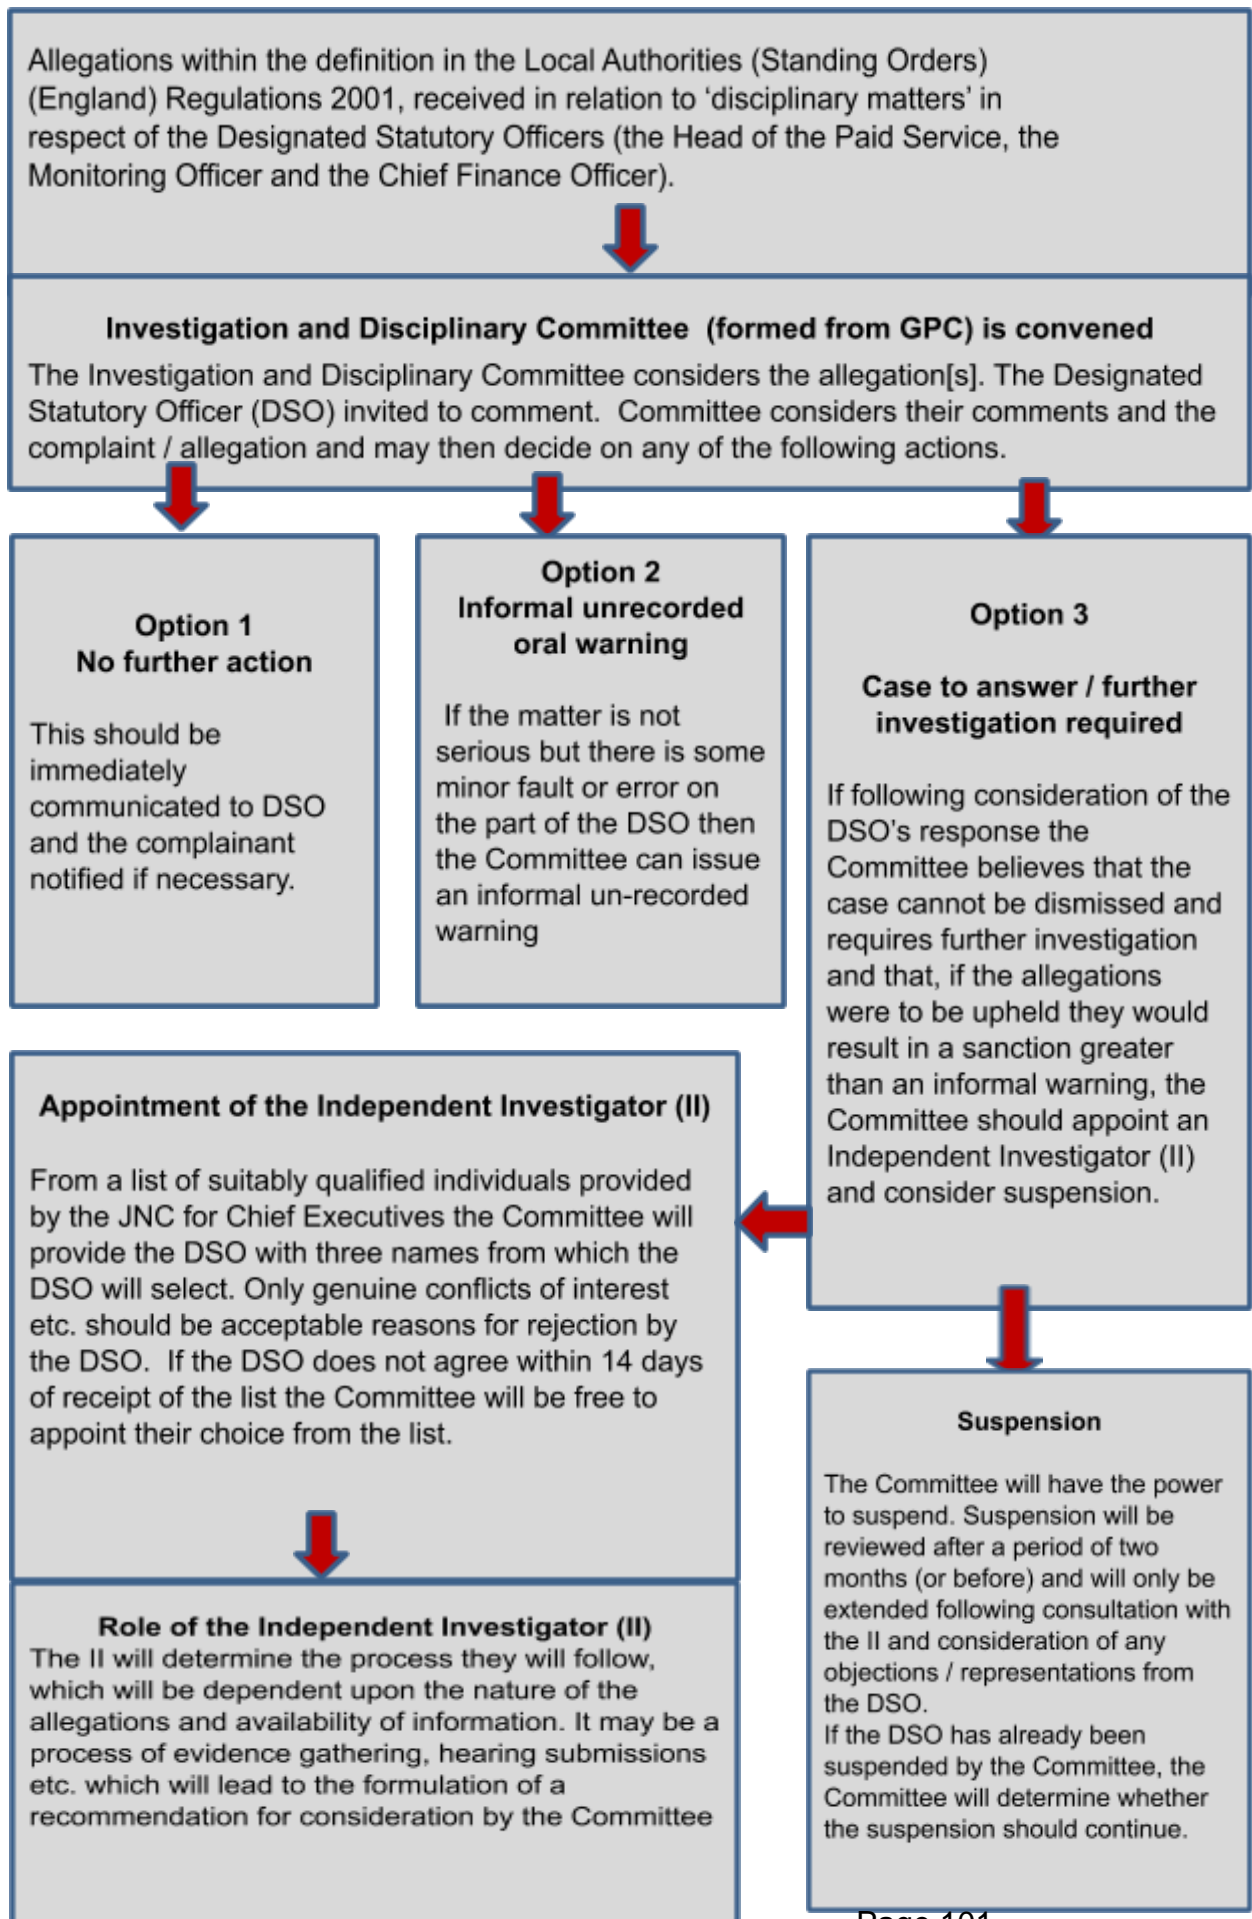 Allegations within the definition in the Local Authorities (Standing Orders)
(England) Regulations 2001, received in relation to ‘disciplinary matters’ in
respect of the Designated Statutory Officers (the Head of the Paid Service, the
Monitoring Officer and the Chief Finance Officer).
Investigation and Disciplinary Committee  (formed from GPC) is convened
The Investigation and Disciplinary Committee considers the allegation[s]. The Designated
Statutory Officer (DSO) invited to comment.  Committee considers their comments and the
complaint / allegation and may then decide on any of the following actions.
Option 1
No further action
This should be
immediately
communicated to DSO
and the complainant
notified if necessary.
Option 2
Informal unrecorded
oral warning
If the matter is not
serious but there is some
minor fault or error on
the part of the DSO then
the Committee can issue
an informal un-recorded
warning
Option 3
Case to answer / further
investigation required
If following consideration of the
DSO’s response the
Committee believes that the
case cannot be dismissed and
requires further investigation
and that, if the allegations
were to be upheld they would
result in a sanction greater
than an informal warning, the
Committee should appoint an
Independent Investigator (II)
and consider suspension.
Appointment of the Independent Investigator (II)
From a list of suitably qualified individuals provided
by the JNC for Chief Executives the Committee will
provide the DSO with three names from which the
DSO will select. Only genuine conflicts of interest
etc. should be acceptable reasons for rejection by
the DSO.  If the DSO does not agree within 14 days
of receipt of the list the Committee will be free to
appoint their choice from the list.
Role of the Independent Investigator (II)
The II will determine the process they will follow,
which will be dependent upon the nature of the
allegations and availability of information. It may be a
process of evidence gathering, hearing submissions
etc. which will lead to the formulation of a
recommendation for consideration by the Committee
Suspension
The Committee will have the power
to suspend. Suspension will be
reviewed after a period of two
months (or before) and will only be
extended following consultation with
the II and consideration of any
objections / representations from
the DSO.
If the DSO has already been
suspended by the Committee, the
Committee will determine whether
the suspension should continue.
Page 101